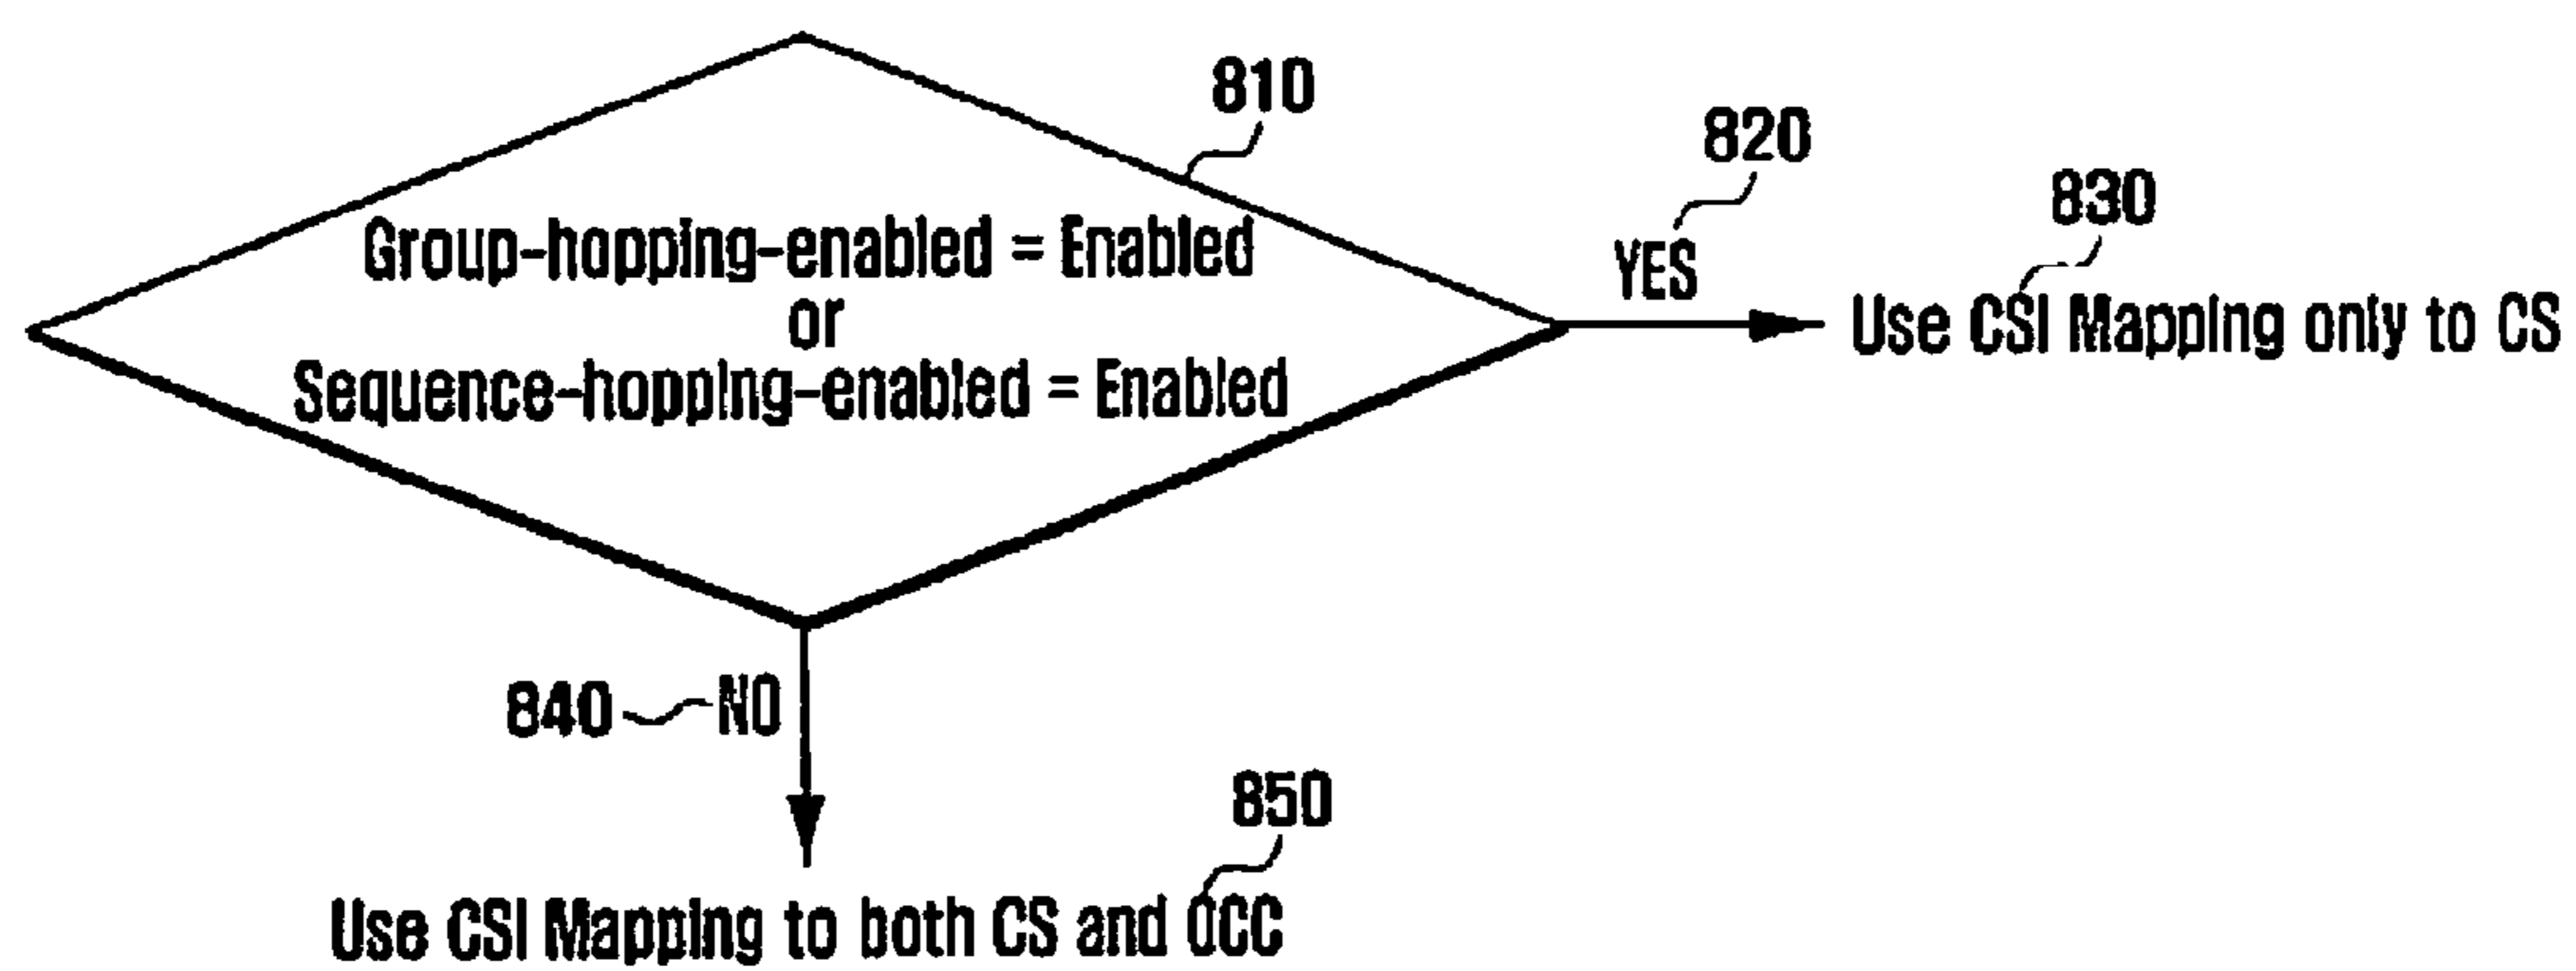 810
820
830
Group-hopping-enabled = Enabled
or
Sequence-hopping-enabled = Enabled
YES
Use CSI Mapping only to CS
840
NO
850
Use CSI Mapping to both CS and OCC